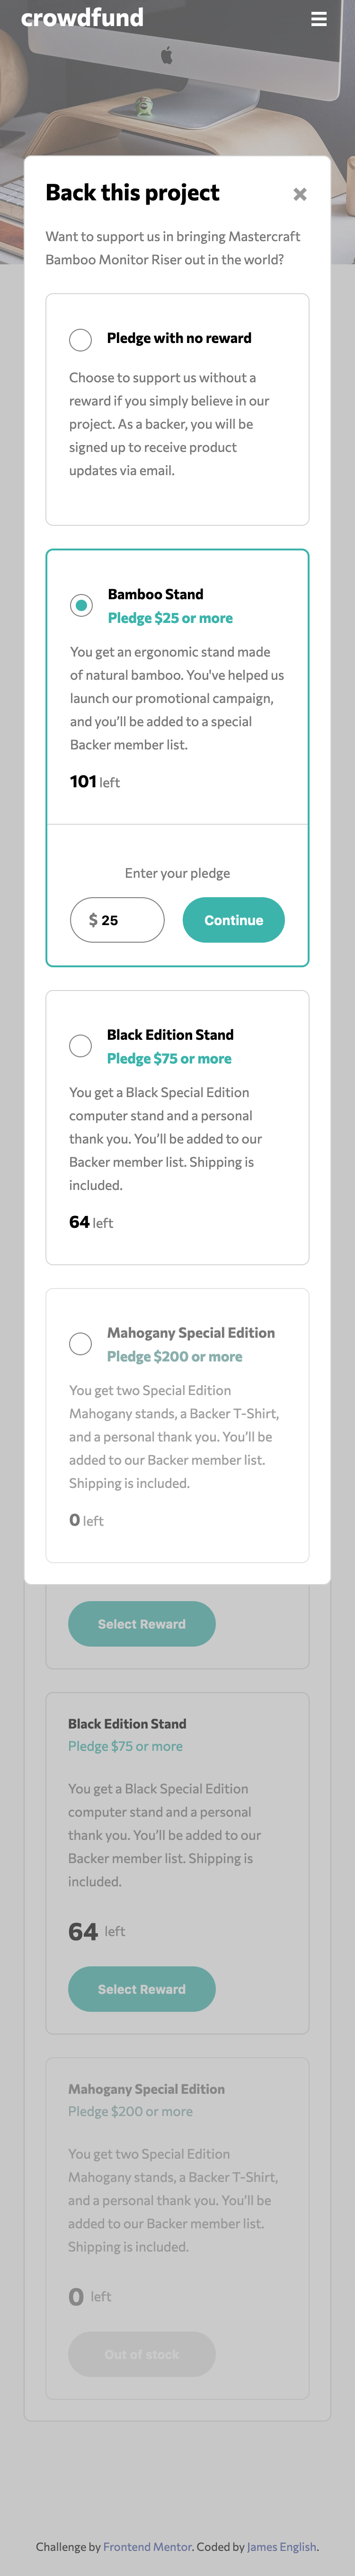 crowdfund
Back this project
Want to support us in bringing Mastercraft
Bamboo Monitor Riser out in the world?
Pledge with no reward
Choose to support us without a
reward if you simply believe in our
project. As a backer, you will be
signed up to receive product
updates via email.
Bamboo Stand
Pledge $25 or more
You get an ergonomic stand made
of natural bamboo. You've helped us
launch our promotional campaign,
and you’ll be added to a special
Backer member list.
101 left
Enter your pledge
$ 25
Continue
Black Edition Stand
Pledge $75 or more
You get a Black Special Edition
computer stand and a personal
thank you. You’ll be added to our
Backer member list. Shipping is
included.
64 left
Mahogany Special Edition
Pledge $200 or more
You get two Special Edition
Mahogany stands, a Backer T-Shirt,
and a personal thank you. You’ll be
added to our Backer member list.
Shipping is included.
0 left
Select Reward
Black Edition Stand
Pledge $75 or more
You get a Black Special Edition
computer stand and a personal
thank you. You’ll be added to our
Backer member list. Shipping is
included.
64 left
Select Reward
Mahogany Special Edition
Pledge $200 or more
You get two Special Edition
Mahogany stands, a Backer T-Shirt,
and a personal thank you. You’ll be
added to our Backer member list.
Shipping is included.
0 left
Out of stock
Challenge by Frontend Mentor. Coded by James English.